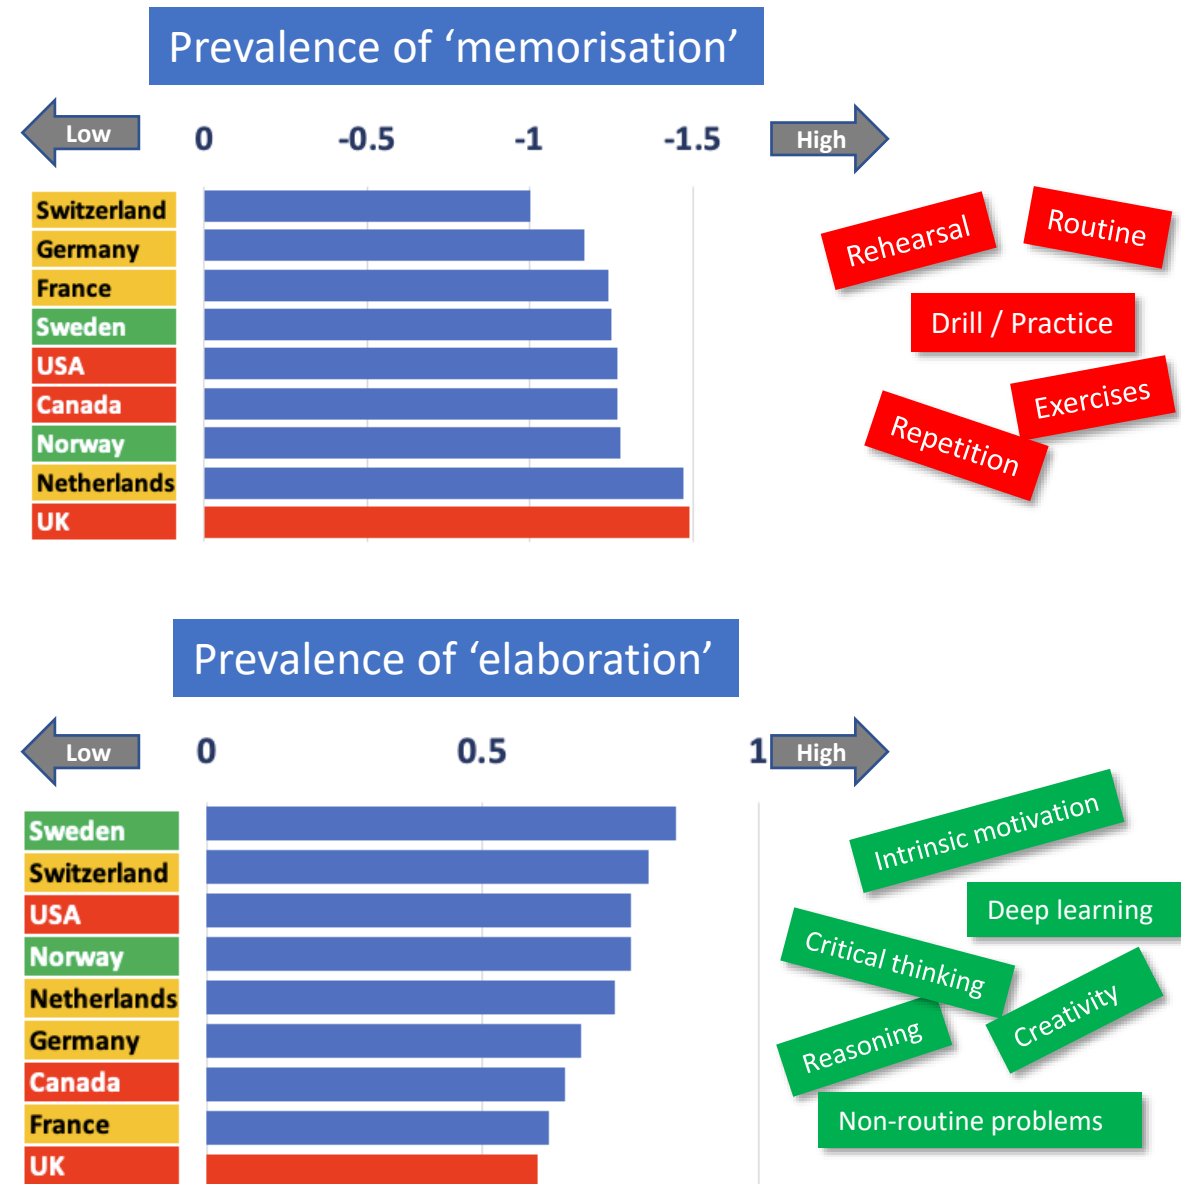 Prevalence of ‘memorisation’
Low
0 -0.5 -1 -1.5
High
Switzerland
Germany
France
Sweden
USA
Canada
Norway
Netherlands
UK
Rehearsal
Routine
Drill / Practice
Exercises
Repetition
Prevalence of ‘elaboration’
Low
0 0.5 1
High
Sweden
Switzerland
USA
Norway
Netherlands
Germany
Canada
France
UK
Intrinsic motivation
Deep learning
Critical thinking
Creativity
Reasoning
Non-routine problems